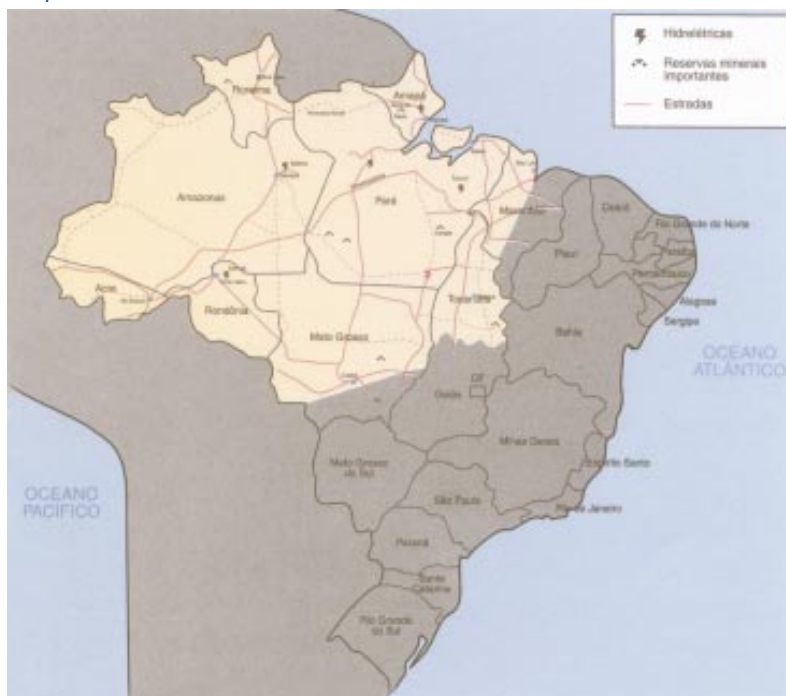 Hidrelétricas
Reservas minerais
importantes
Estradas
Roraima
Amapá
Amazonas
Pará
Maranhão
Ceará
Rio Grande do Norte
Paraíba
Piauí
Pernambuco
Acre
Alagoas
Tocantins
Rondônia
Sergipe
Mato Grosso
Bahia
OCEANO
ATLÂNTICO
DF
Goiás
Minas Gerais
Mato Grosso
do Sul
Espírito Santo
OCEANO
PACÍFICO
São Paulo
Rio de Janeiro
Paraná
Santa
Catarina
Rio Grande
do Sul